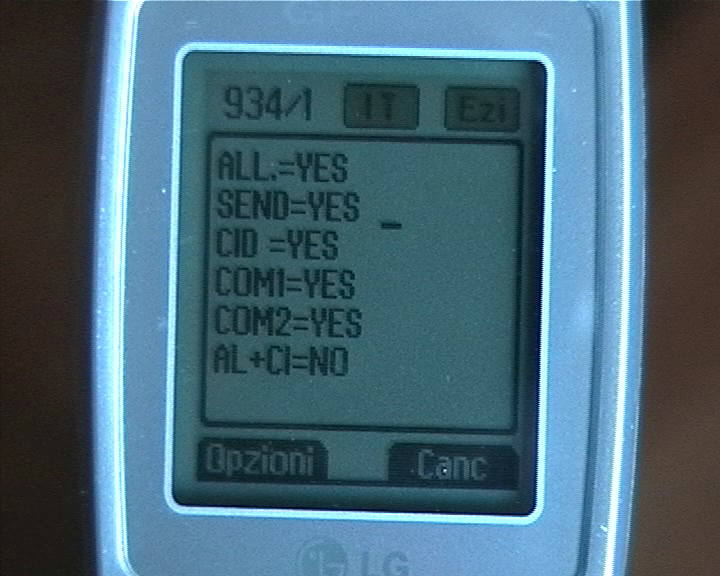 934/1 IT Ezi
ALL.=YES
SEND=YES _
CID =YES
COM1=YES
COM2=YES
AL+CI=NO
Opzioni Canc
LG